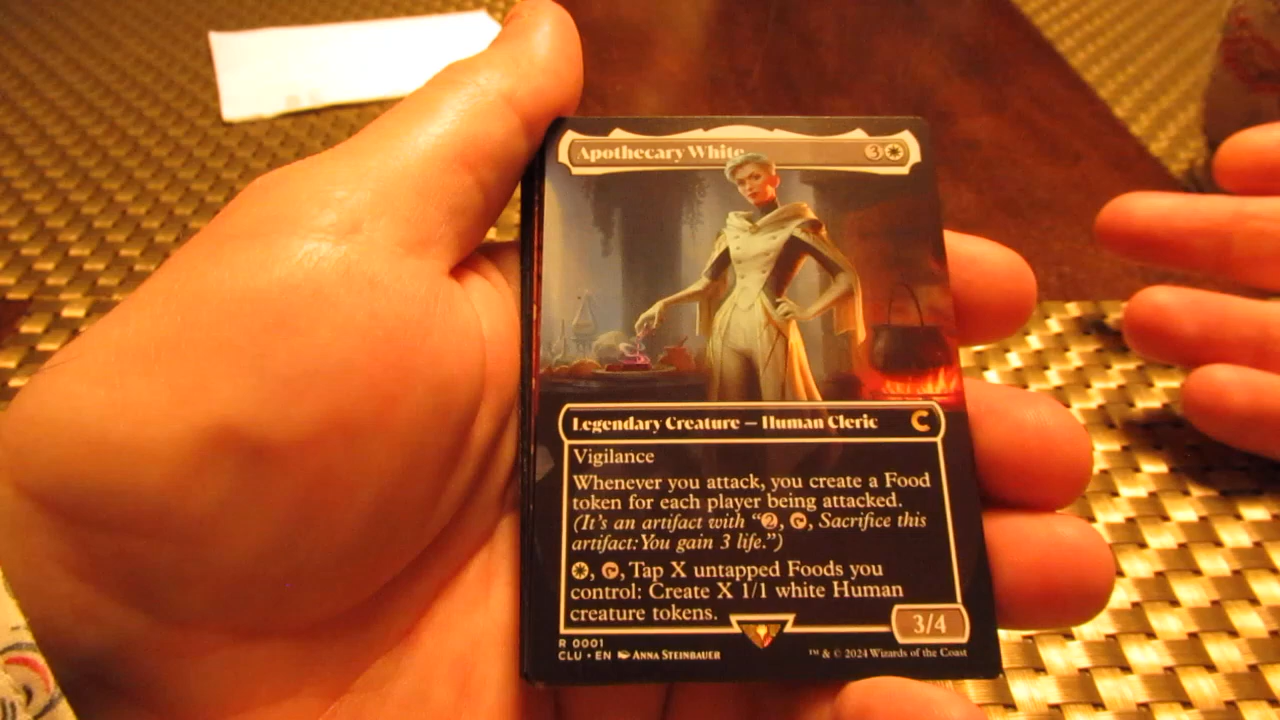 Apothecary White 3
Legendary Creature — Human Cleric C
Vigilance
Whenever you attack, you create a Food
token for each player being attacked.
(It's an artifact with “2, , Sacrifice this
artifact: You gain 3 life.”)
, , Tap X untapped Foods you
control: Create X 1/1 white Human
creature tokens.
3/4
R 0001
CLU • EN ANNA STEINBAUER
™ & © 2024 Wizards of the Coast